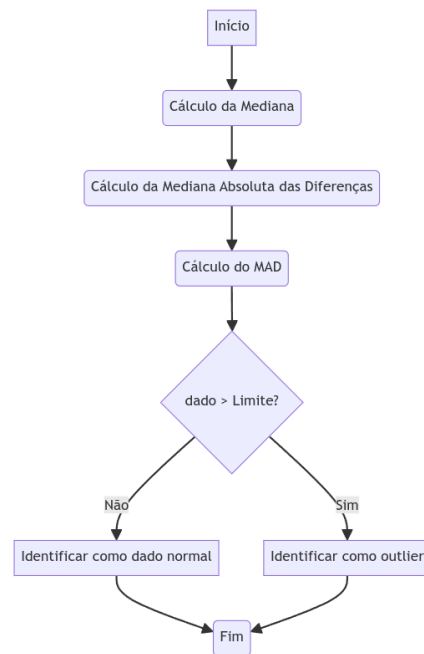 Início
Cálculo da Mediana
Cálculo da Mediana Absoluta das Diferenças
Cálculo do MAD
dado > Limite?
Não
Sim
Identificar como dado normal
Identificar como outlier
Fim